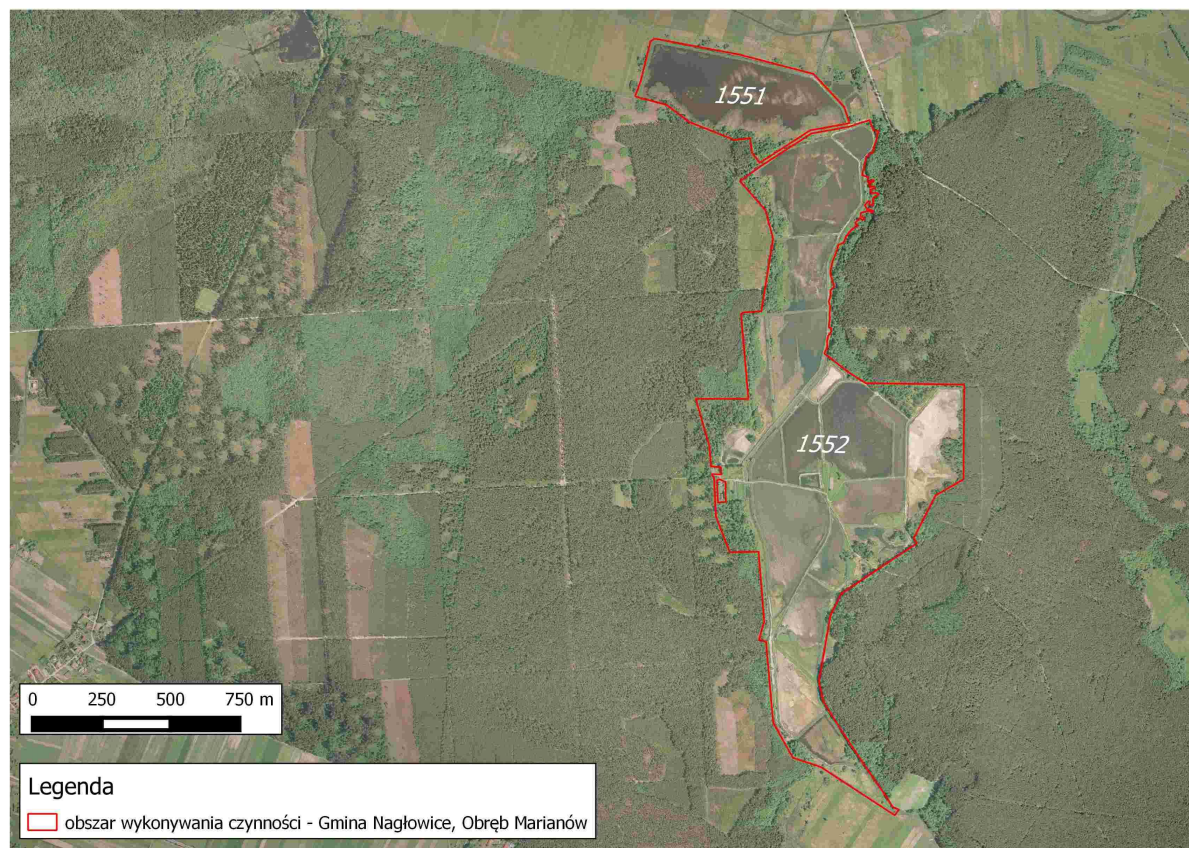 1551
1552
0 250 500 750 m
Legenda
obszar wykonywania czynności - Gmina Nagłowice, Obręb Marianów